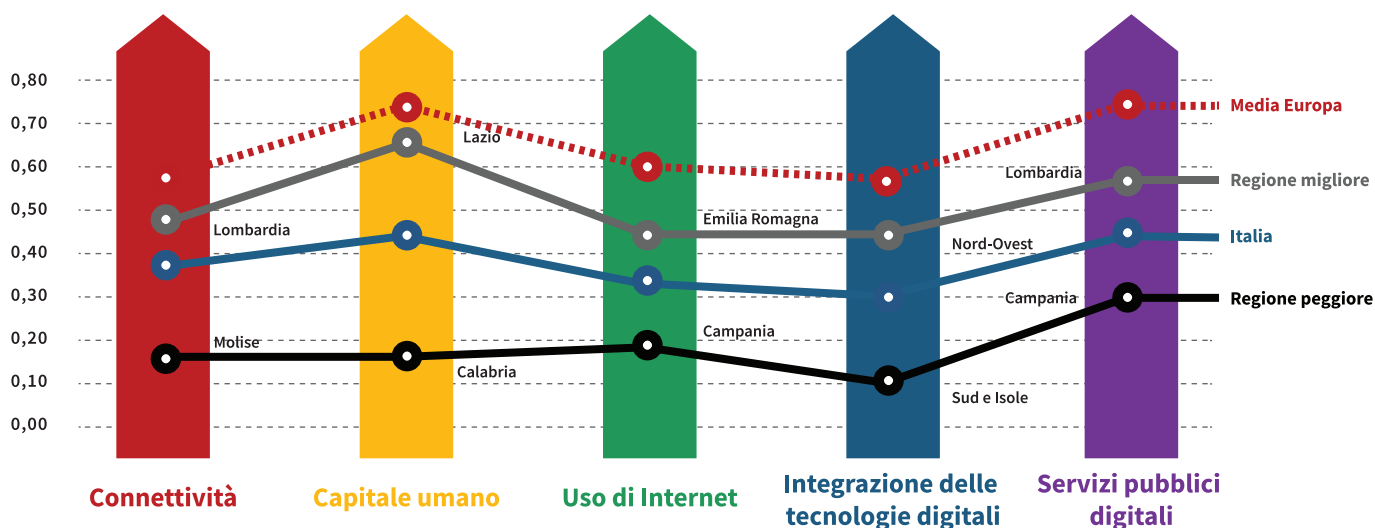 0,80
0,70
0,60
0,50
0,40
0,30
0,20
0,10
0,00
Lombardia
Molise
Lazio
Calabria
Emilia Romagna
Campania
Lombardia
Nord-Ovest
Campania
Sud e Isole
Media Europa
Regione migliore
Italia
Regione peggiore
Connettività
Capitale umano
Uso di Internet
Integrazione delle
tecnologie digitali
Servizi pubblici
digitali